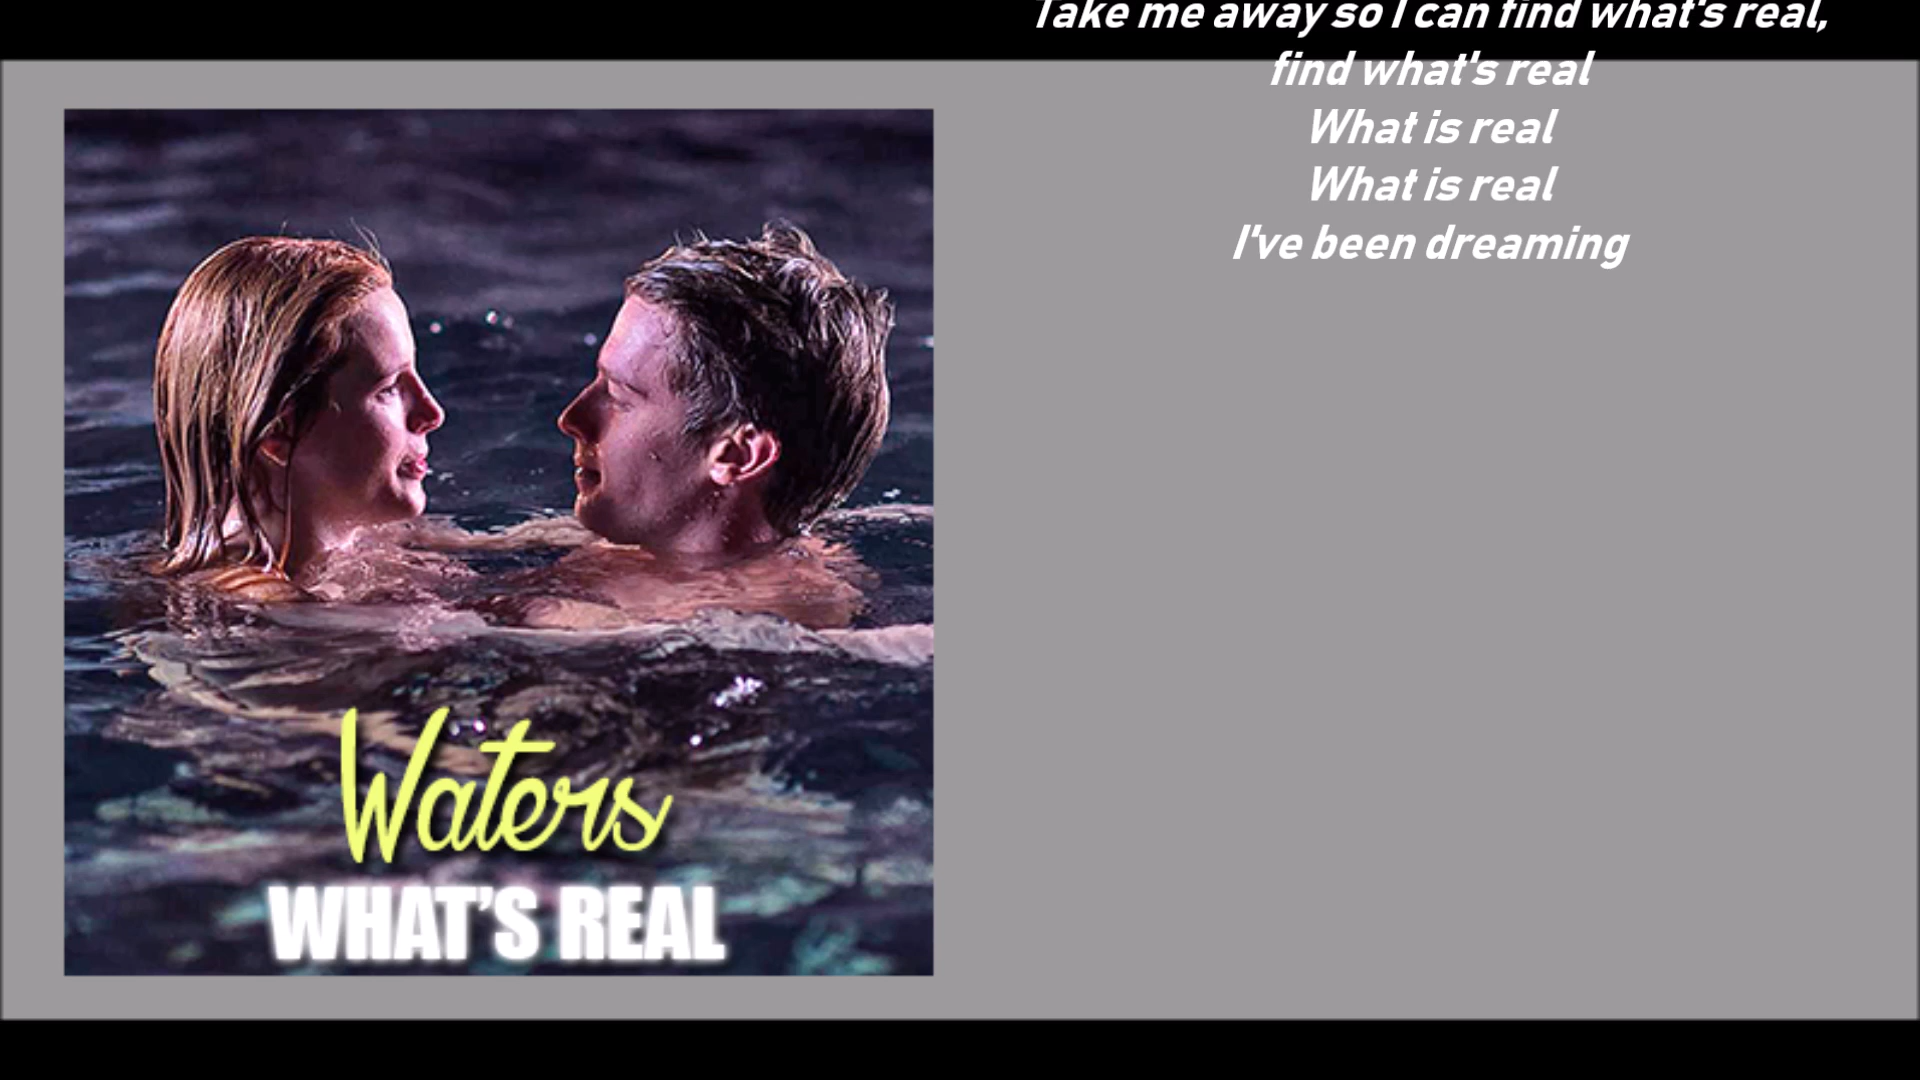 Take me away so I can find what's real,
find what's real
What is real
What is real
I've been dreaming
Waters
WHAT'S REAL